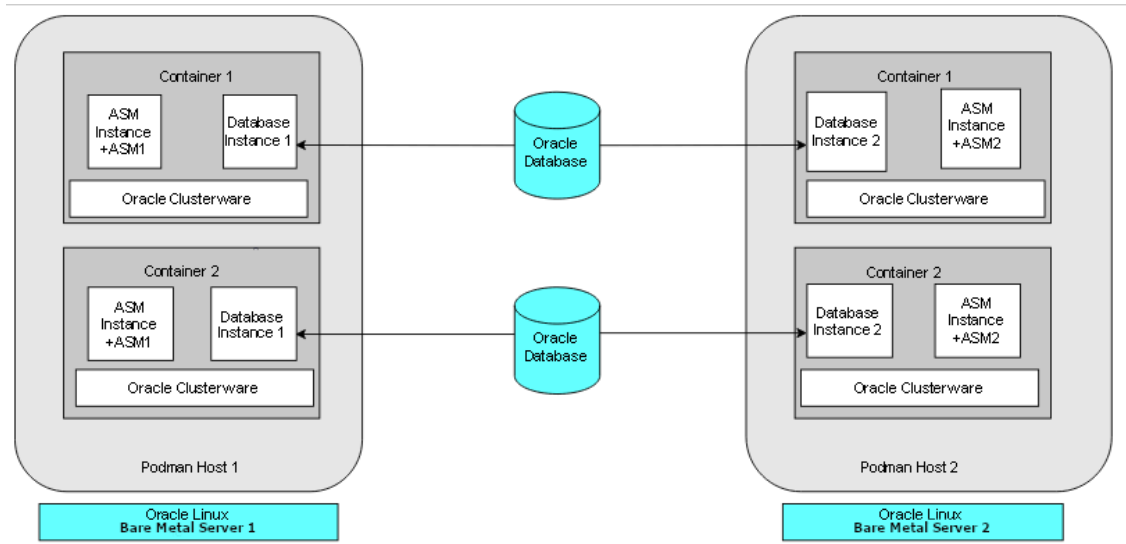 Container 1
ASM
Instance
+ASM1
Database
Instance 1
Oracle Clusterware
Container 2
ASM
Instance
+ASM1
Database
Instance 1
Oracle Clusterware
Podman Host 1
Oracle Linux
Bare Metal Server 1
Oracle
Database
Oracle
Database
Container 1
Database
Instance 2
ASM
Instance
+ASM2
Oracle Clusterware
Container 2
Database
Instance 2
ASM
Instance
+ASM2
Oracle Clusterware
Podman Host 2
Oracle Linux
Bare Metal Server 2